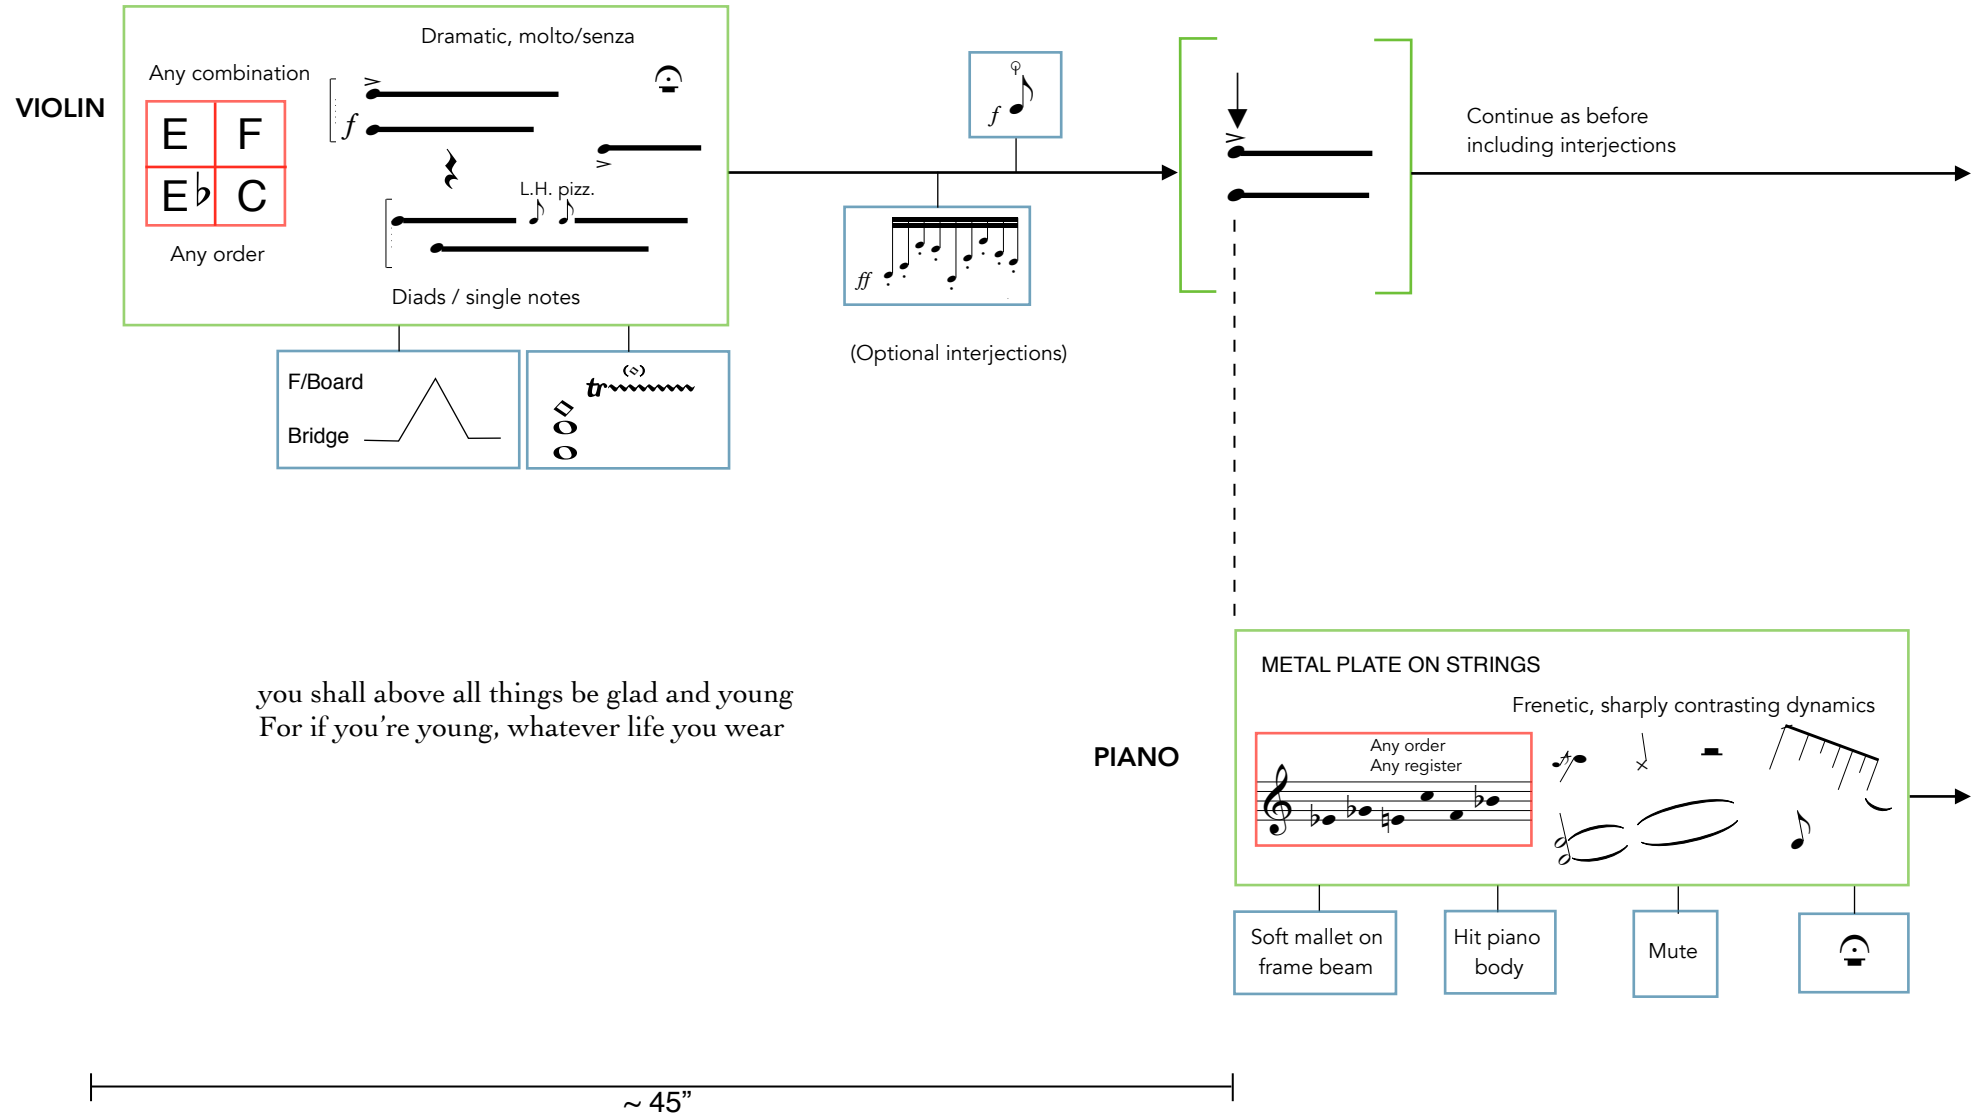 VIOLIN
Dramatic, molto/senza
Any combination
E F
E♭ C
Any order
f
L.H. pizz.
Diads / single notes
F/Board
Bridge
tr
f
ff
(Optional interjections)
Continue as before
including interjections
you shall above all things be glad and young
For if you’re young, whatever life you wear
PIANO
METAL PLATE ON STRINGS
Frenetic, sharply contrasting dynamics
Any order
Any register
Soft mallet on
frame beam
Hit piano
body
Mute
~ 45”